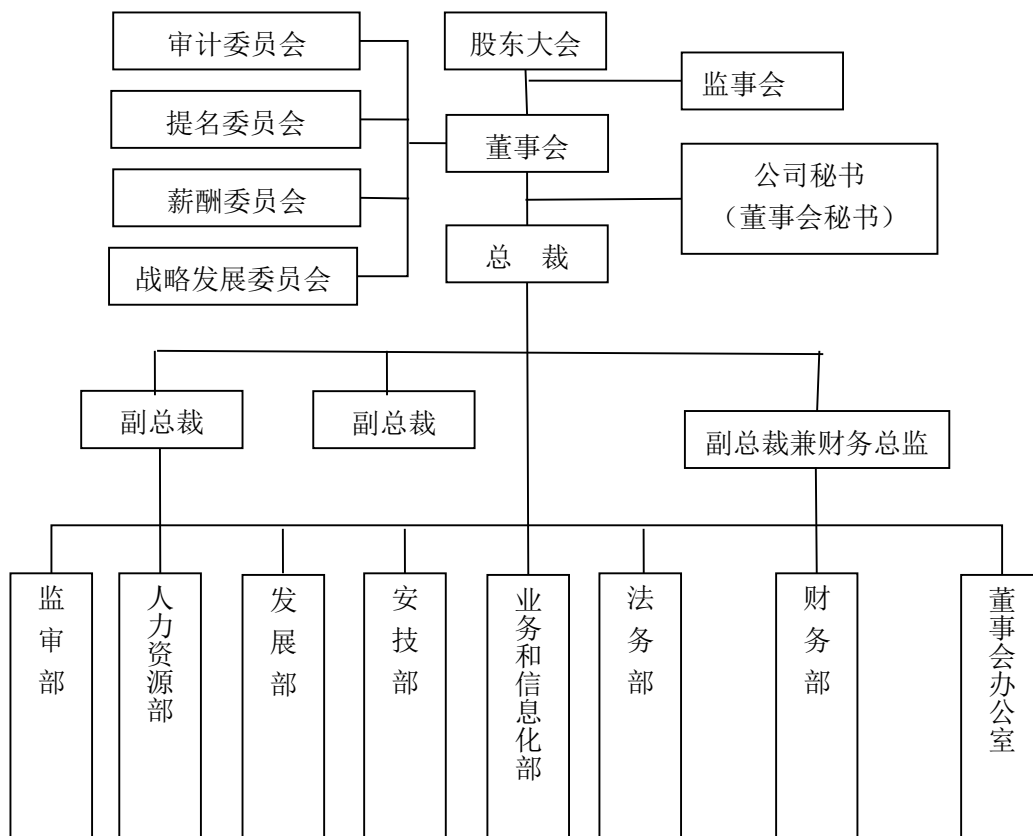 审计委员会
股东大会
监事会
提名委员会
董事会
公司秘书
（董事会秘书）
薪酬委员会
总　裁
战略发展委员会
副总裁
副总裁
副总裁兼财务总监
监审部
人力资源部
发展部
安技部
业务和信息化部
法务部
财务部
董事会办公室